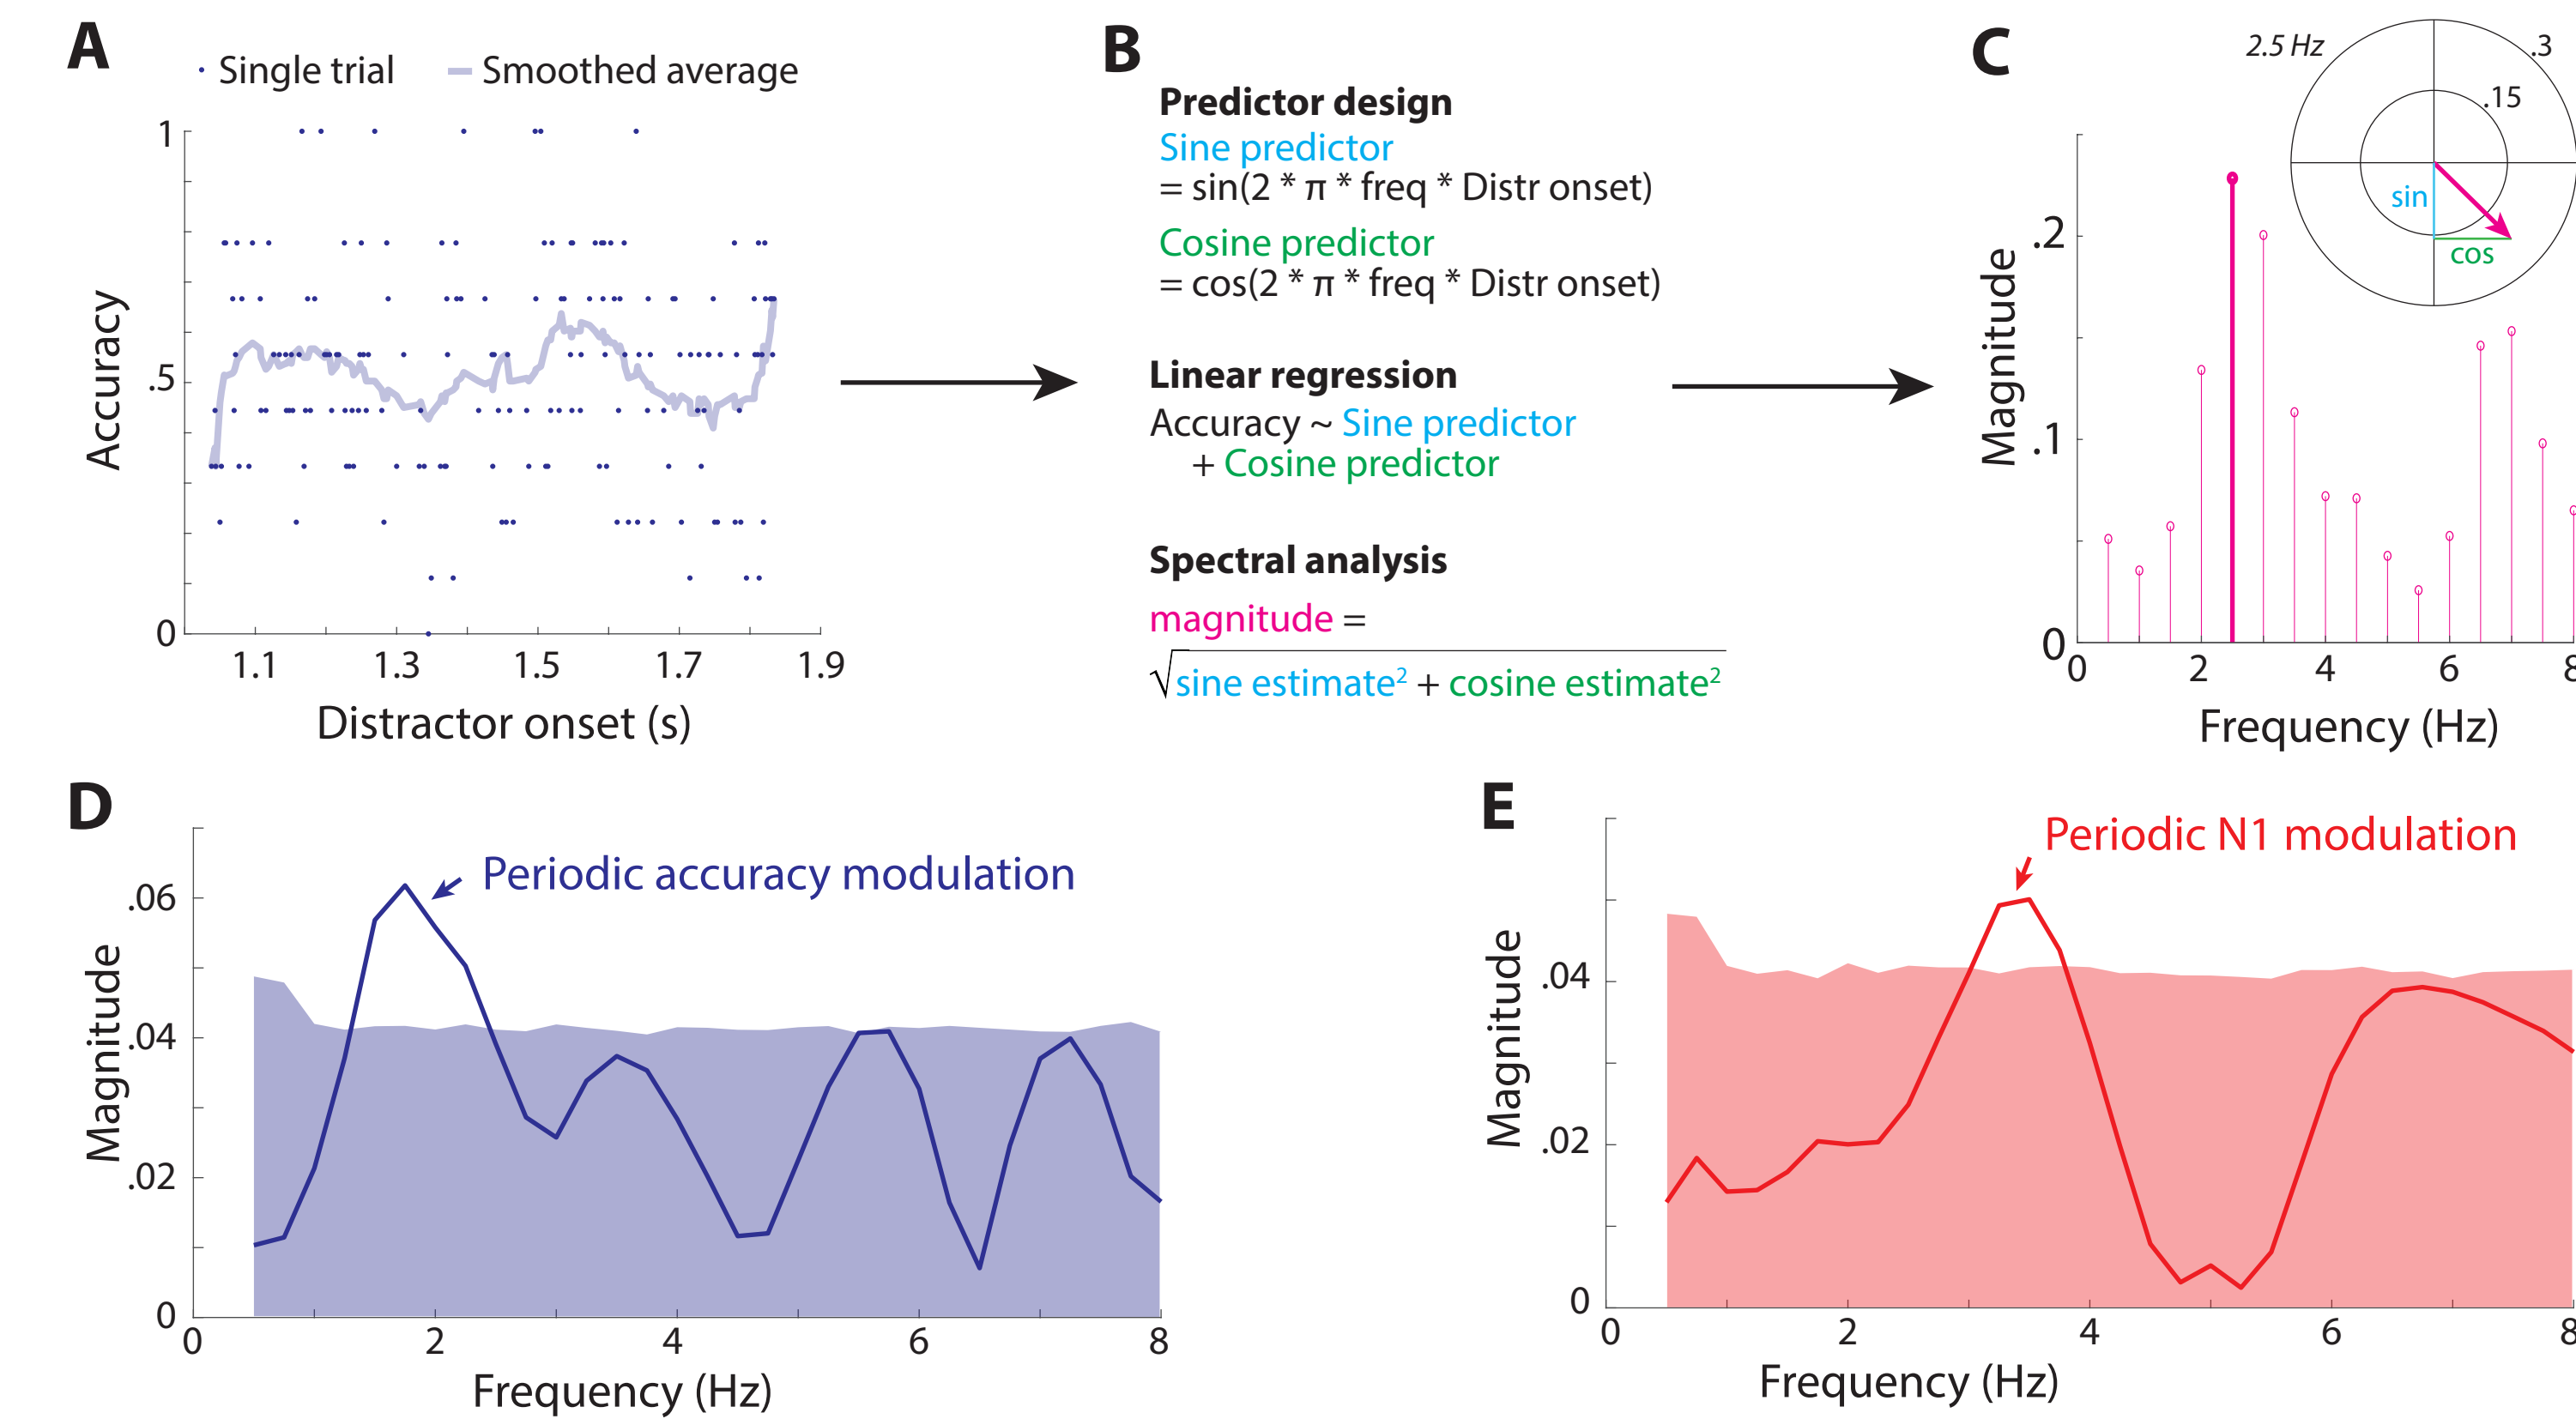 A
Single trial
Smoothed average
1
.5
0
Accuracy
1.1
1.3
1.5
1.7
1.9
Distractor onset (s)
B
Predictor design
Sine predictor
= sin(2 * π * freq * Distr onset)
Cosine predictor
= cos(2 * π * freq * Distr onset)
Linear regression
Accuracy ~ Sine predictor
+ Cosine predictor
Spectral analysis
magnitude =
√sine estimate² + cosine estimate²
C
2.5 Hz
.3
.15
sin
cos
.2
.1
0
Magnitude
0
2
4
6
8
Frequency (Hz)
D
Periodic accuracy modulation
.06
.04
.02
0
Magnitude
0
2
4
6
8
Frequency (Hz)
E
Periodic N1 modulation
.04
.02
0
Magnitude
0
2
4
6
8
Frequency (Hz)